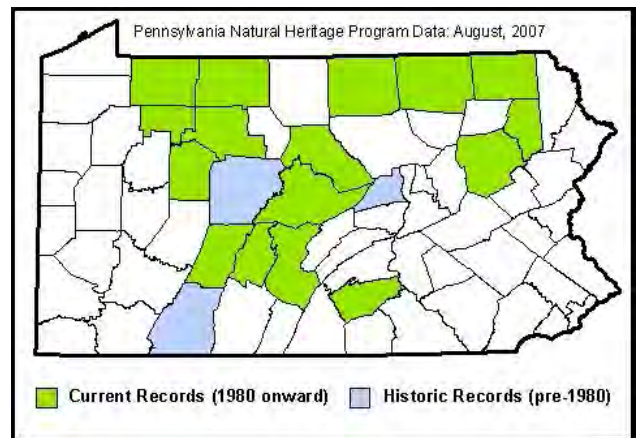 Pennsylvania Natural Heritage Program Data: August, 2007
Current Records (1980 onward) Historic Records (pre-1980)